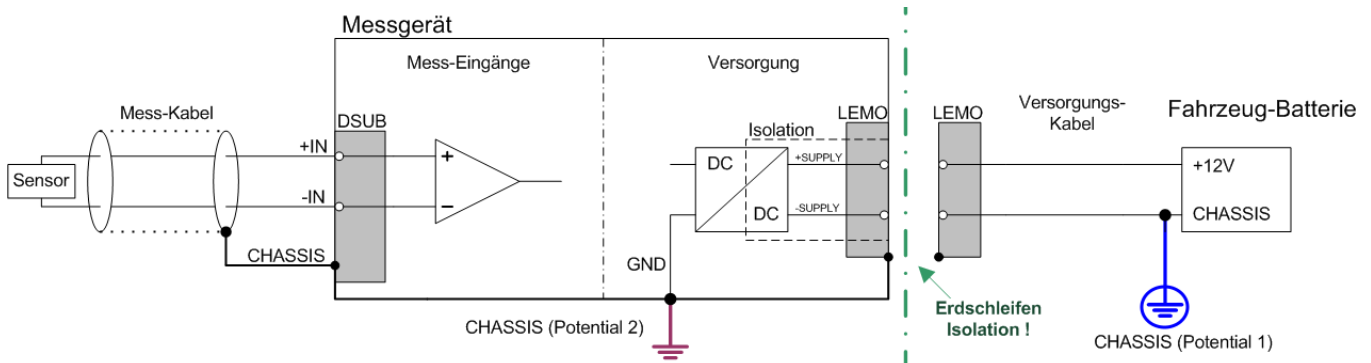 Messgerät
Mess-Eingänge
Versorgung
Mess-Kabel
DSUB
LEMO
LEMO
Versorgungs-
Kabel
Fahrzeug-Batterie
Isolation
+IN
+
DC
+SUPPLY
+12V
Sensor
-IN
−
DC
-SUPPLY
CHASSIS
CHASSIS
GND
Erdschleifen
Isolation !
CHASSIS (Potential 2)
CHASSIS (Potential 1)